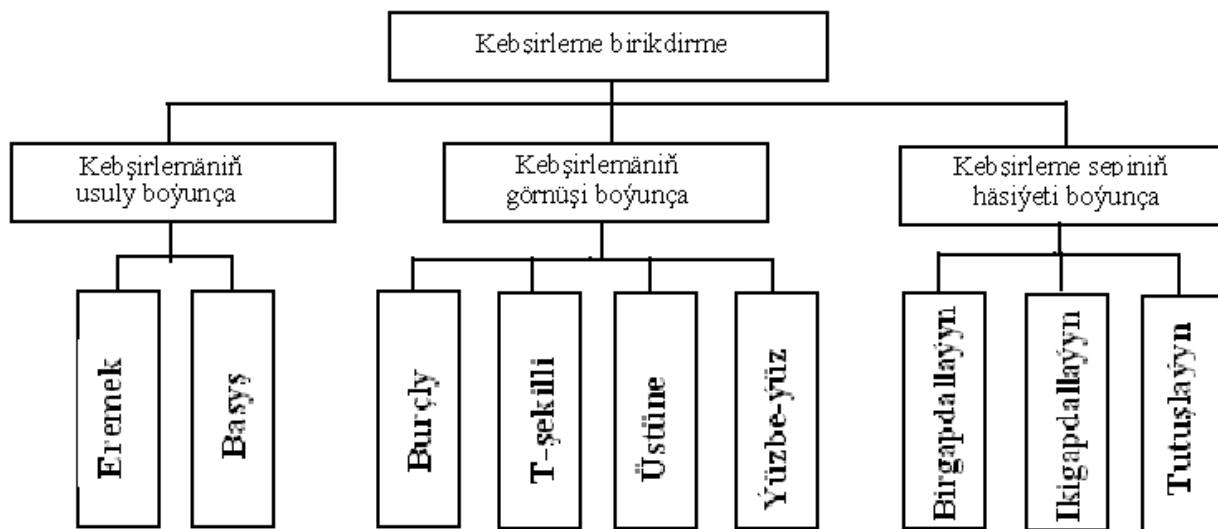 Kebşirleme birikdirme
Kebşirlemäniň
usuly boýunça
Kebşirlemäniň
görnüşi boýunça
Kebşirleme sepiniň
häsiýeti boýunça
Eremek
Basyş
Burçly
T-şekilli
Üstüne
Ýüzbe-ýüz
Birgapdallaýyn
Ikigapdallaýyn
Tutuşlaýyn